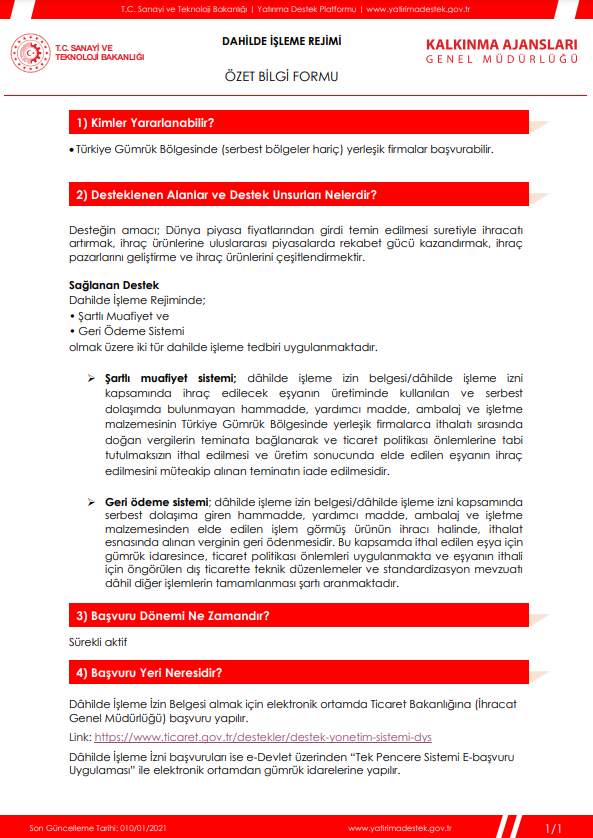 T.C. Sanayi ve Teknoloji Bakanlığı | Yatırıma Destek Platformu | www.yatirimadestek.gov.tr
T.C. SANAYİ VE
TEKNOLOJİ BAKANLIĞI
DAHİLDE İŞLEME REJİMİ
ÖZET BİLGİ FORMU
KALKINMA AJANSLARI
GENEL MÜDÜRLÜĞÜ
1) Kimler Yararlanabilir?
• Türkiye Gümrük Bölgesinde (serbest bölgeler hariç) yerleşik firmalar başvurabilir.
2) Desteklenen Alanlar ve Destek Unsurları Nelerdir?
Desteğin amacı; Dünya piyasa fiyatlarından girdi temin edilmesi suretiyle ihracatı
artırmak, ihraç ürünlerine uluslararası piyasalarda rekabet gücü kazandırmak, ihraç
pazarlarını geliştirme ve ihraç ürünlerini çeşitlendirmektir.
Sağlanan Destek
Dahilde İşleme Rejiminde;
• Şartlı Muafiyet ve
• Geri Ödeme Sistemi
olmak üzere iki tür dahilde işleme tedbiri uygulanmaktadır.
➢ Şartlı muafiyet sistemi; dâhilde işleme izin belgesi/dâhilde işleme izni
kapsamında ihraç edilecek eşyanın üretiminde kullanılan ve serbest
dolaşımda bulunmayan hammadde, yardımcı madde, ambalaj ve işletme
malzemesinin Türkiye Gümrük Bölgesinde yerleşik firmalarca ithalatı sırasında
doğan vergilerin teminata bağlanarak ve ticaret politikası önlemlerine tabi
tutulmaksızın ithal edilmesi ve üretim sonucunda elde edilen eşyanın ihraç
edilmesini müteakip alınan teminatın iade edilmesidir.
➢ Geri ödeme sistemi; dâhilde işleme izin belgesi/dâhilde işleme izni kapsamında
serbest dolaşıma giren hammadde, yardımcı madde, ambalaj ve işletme
malzemesinden elde edilen işlem görmüş ürünün ihracı halinde, ithalat
esnasında alınan verginin geri ödenmesidir. Bu kapsamda ithal edilen eşya için
gümrük idaresince, ticaret politikası önlemleri uygulanmakta ve eşyanın ithali
için öngörülen dış ticarette teknik düzenlemeler ve standardizasyon mevzuatı
dâhil diğer işlemlerin tamamlanması şartı aranmaktadır.
3) Başvuru Dönemi Ne Zamandır?
Sürekli aktif
4) Başvuru Yeri Neresidir?
Dâhilde İşleme İzin Belgesi almak için elektronik ortamda Ticaret Bakanlığına (İhracat
Genel Müdürlüğü) başvuru yapılır.
Link: https://www.ticaret.gov.tr/destekler/destek-yonetim-sistemi-dys
Dâhilde İşleme İzni başvuruları ise e-Devlet üzerinden “Tek Pencere Sistemi E-başvuru
Uygulaması” ile elektronik ortamdan gümrük idarelerine yapılır.
Son Güncelleme Tarihi: 010/01/2021
www.yatirimadestek.gov.tr
1/1